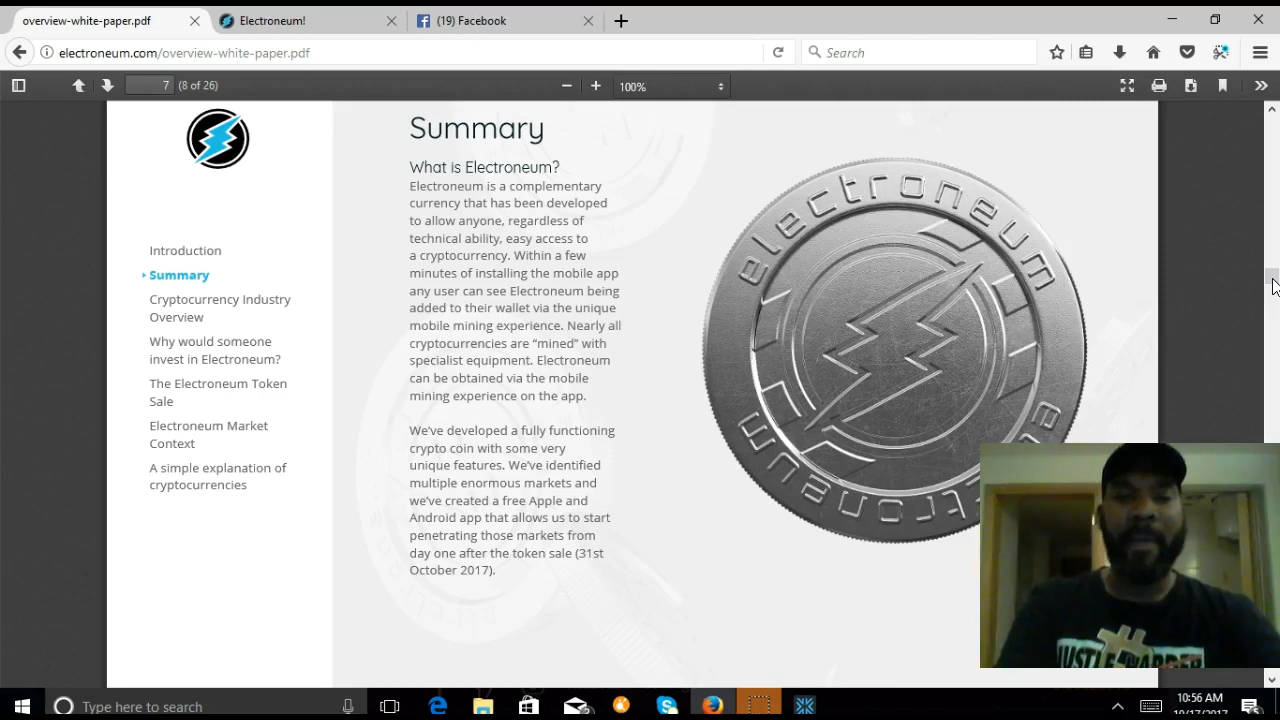 overview-white-paper.pdf
Electroneum!
(19) Facebook
electroneum.com/overview-white-paper.pdf
Search
7 (8 of 26)
100%
Summary
What is Electroneum?
Electroneum is a complementary
currency that has been developed
to allow anyone, regardless of
technical ability, easy access to
a cryptocurrency. Within a few
minutes of installing the mobile app
any user can see Electroneum being
added to their wallet via the unique
mobile mining experience. Nearly all
cryptocurrencies are “mined” with
specialist equipment. Electroneum
can be obtained via the mobile
mining experience on the app.
We’ve developed a fully functioning
crypto coin with some very
unique features. We’ve identified
multiple enormous markets and
we’ve created a free Apple and
Android app that allows us to start
penetrating those markets from
day one after the token sale (31st
October 2017).
Introduction
Summary
Cryptocurrency Industry
Overview
Why would someone
invest in Electroneum?
The Electroneum Token
Sale
Electroneum Market
Context
A simple explanation of
cryptocurrencies
electroneum
electroneum
HUSTLE HARDER
Type here to search
10:56 AM
10/17/2017